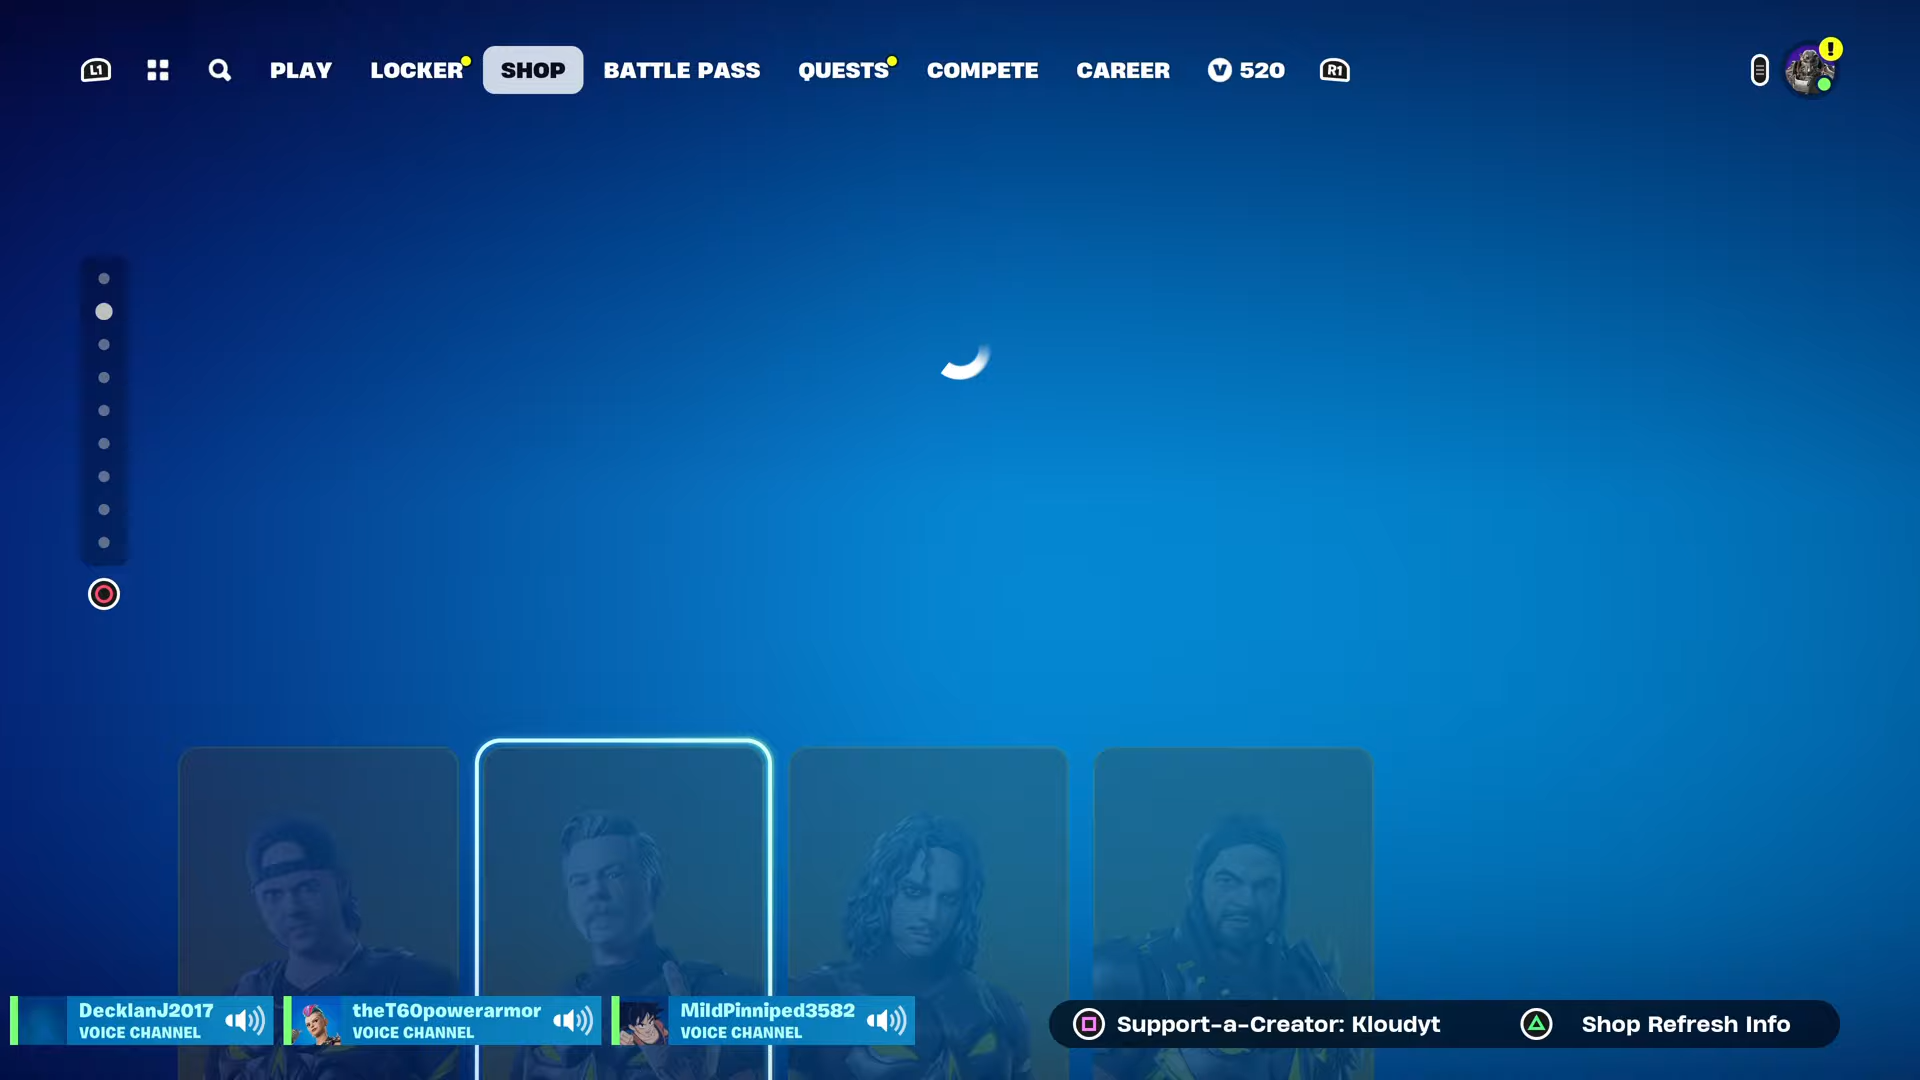 L1 PLAY LOCKER SHOP BATTLE PASS QUESTS COMPETE CAREER V 520 R1
!
DecklanJ2017
VOICE CHANNEL
theT60powerarmor
VOICE CHANNEL
MildPinniped3582
VOICE CHANNEL
Support-a-Creator: Kloudyt
Shop Refresh Info